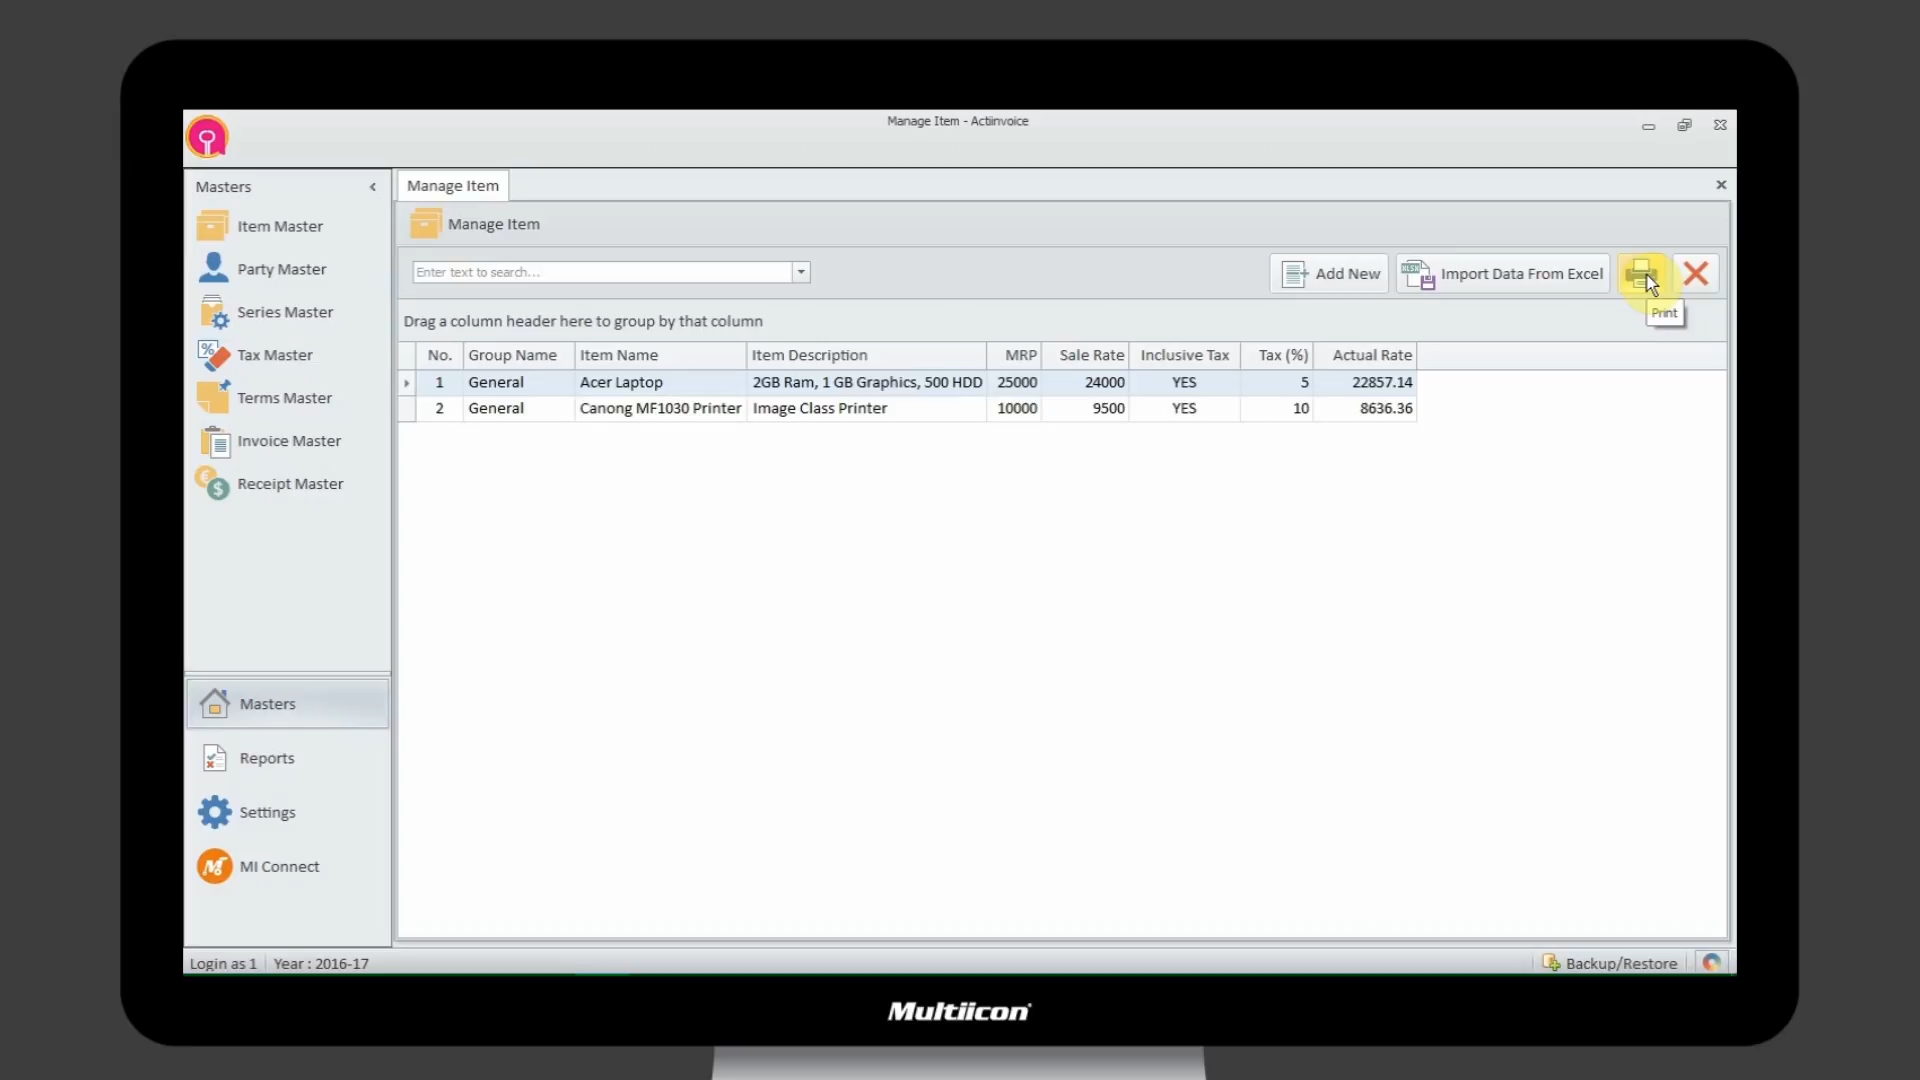 Manage Item - Actiinvoice
Masters
Item Master
Party Master
Series Master
Tax Master
Terms Master
Invoice Master
Receipt Master
Masters
Reports
Settings
MI Connect
Manage Item
Manage Item
Enter text to search...
Add New
XLSX Import Data From Excel
Print
Drag a column header here to group by that column
No. Group Name Item Name Item Description MRP Sale Rate Inclusive Tax Tax (%) Actual Rate
1 General Acer Laptop 2GB Ram, 1 GB Graphics, 500 HDD 25000 24000 YES 5 22857.14
2 General Canong MF1030 Printer Image Class Printer 10000 9500 YES 10 8636.36
Login as 1 Year : 2016-17 Backup/Restore
Multiicon